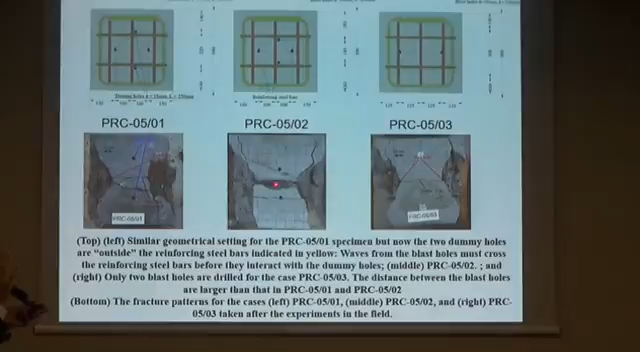 Reinforcing steel bars
PRC-05/01
PRC-05/02
PRC-05/03
PRC-05/01
PRC-05/03
(Top) (left) Similar geometrical setting for the PRC-05/01 specimen but now the two dummy holes
are “outside” the reinforcing steel bars indicated in yellow: Waves from the blast holes must cross
the reinforcing steel bars before they interact with the dummy holes; (middle) PRC-05/02. ; and
(right) Only two blast holes are drilled for the case PRC-05/03. The distance between the blast holes
are larger than that in PRC-05/01 and PRC-05/02
(Bottom) The fracture patterns for the cases (left) PRC-05/01, (middle) PRC-05/02, and (right) PRC-
05/03 taken after the experiments in the field.